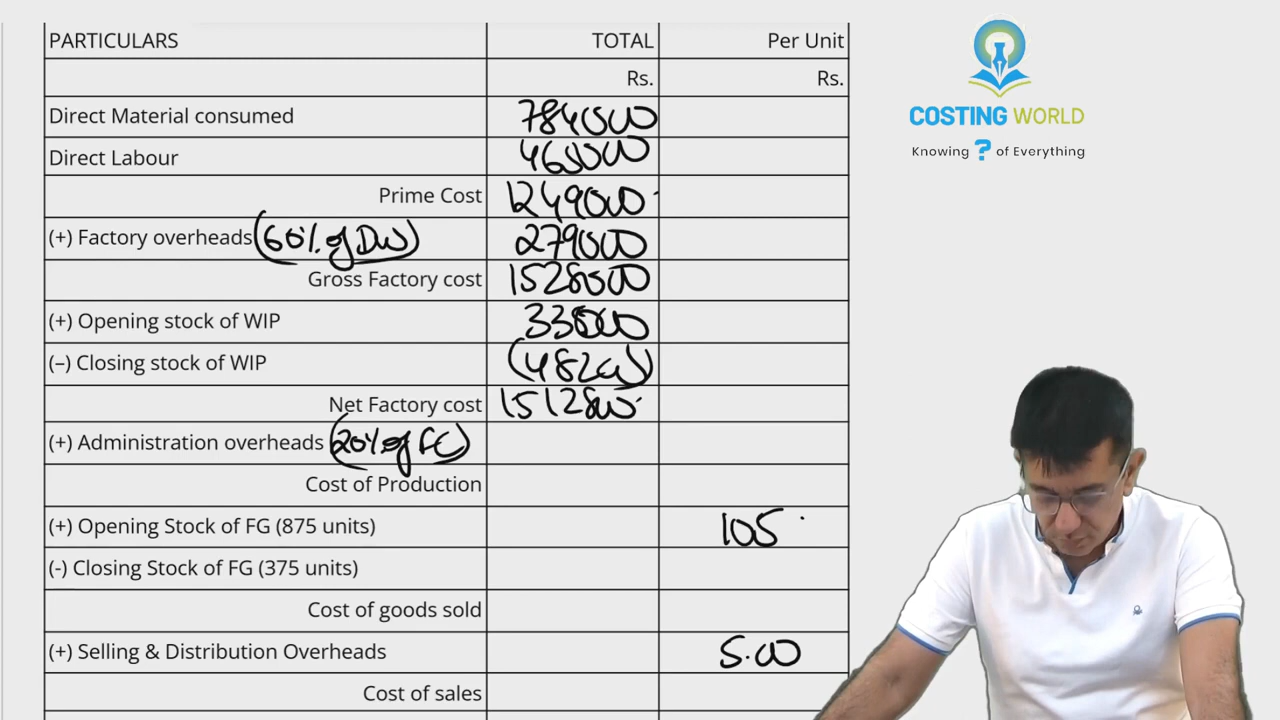 PARTICULARS TOTAL Per Unit
Rs. Rs.
Direct Material consumed 784000
Direct Labour 465000
Prime Cost 1249000
(+) Factory overheads (60% of DW) 279000
Gross Factory cost 1528000
(+) Opening stock of WIP 33000
(–) Closing stock of WIP (48200)
Net Factory cost 1512800
(+) Administration overheads (20% of FC)
Cost of Production
(+) Opening Stock of FG (875 units) 105
(-) Closing Stock of FG (375 units)
Cost of goods sold
(+) Selling & Distribution Overheads 5.00
Cost of sales
COSTING WORLD
Knowing ? of Everything